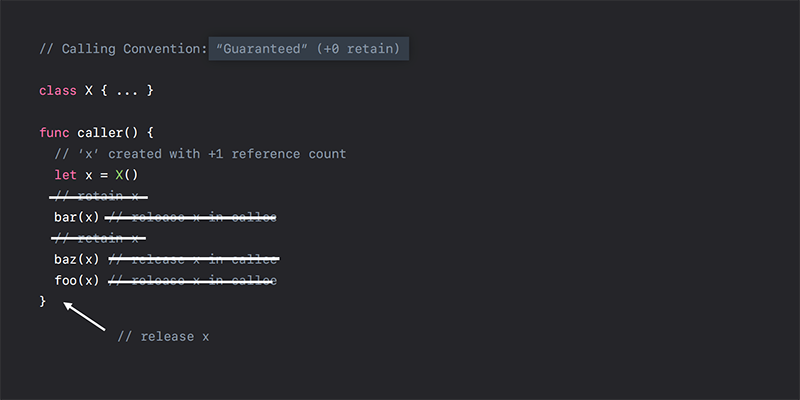 // Calling Convention: “Guaranteed” (+0 retain)
class X { ... }
func caller() {
// ‘x’ created with +1 reference count
let x = X()
// retain x
bar(x) // release x in callee
// retain x
baz(x) // release x in callee
foo(x) // release x in callee
}
// release x